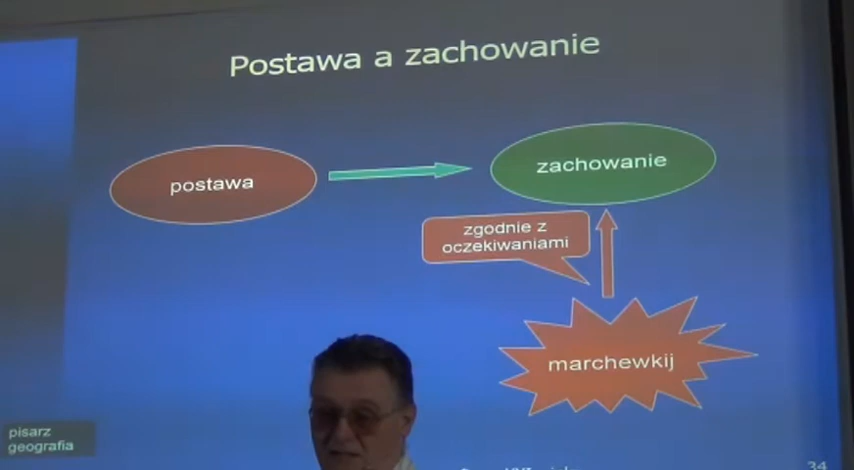 Postawa a zachowanie
postawa
zachowanie
zgodnie z
oczekiwaniami
marchewkij
pisarz
geografia
34